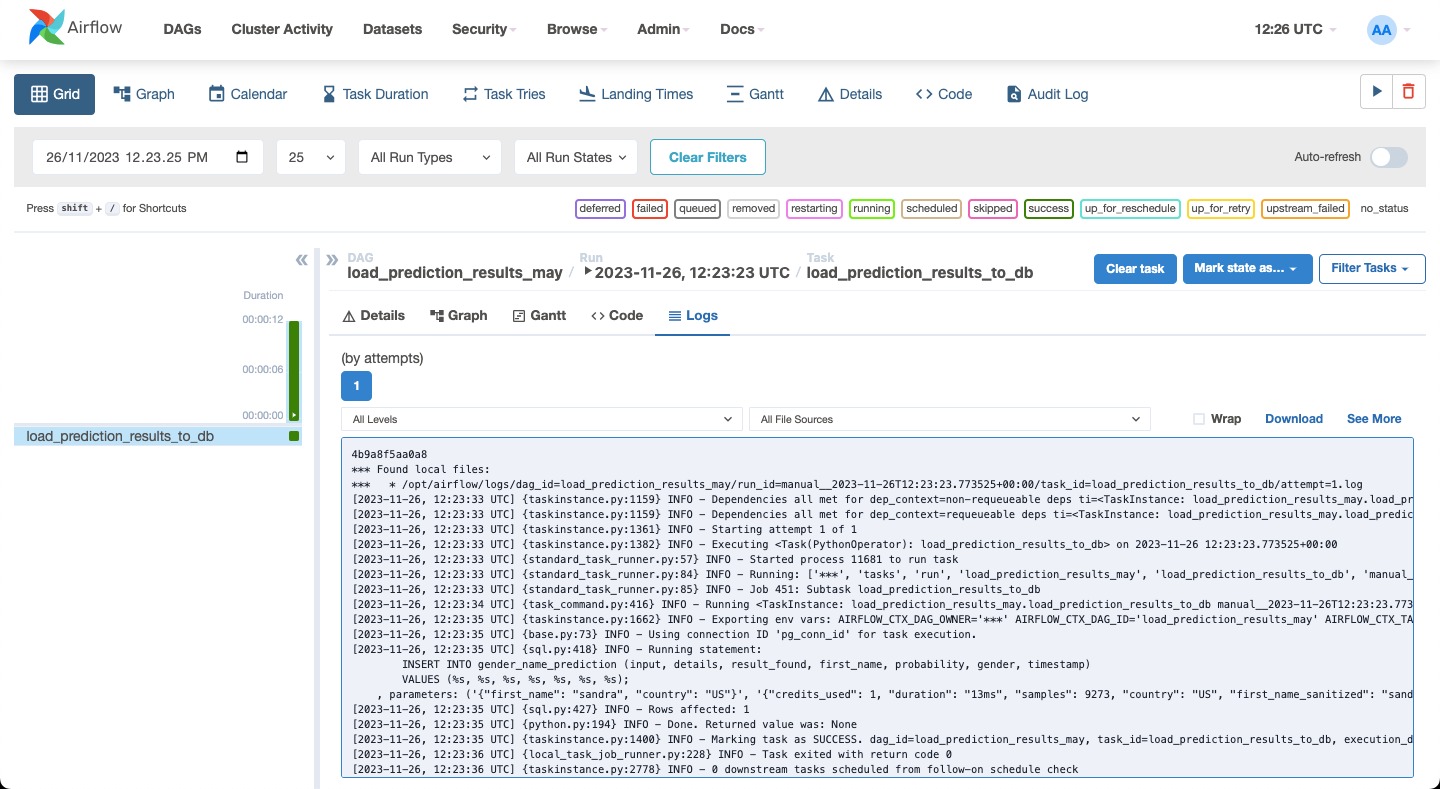 Airflow DAGs Cluster Activity Datasets Security Browse Admin Docs 12:26 UTC AA
Grid Graph Calendar Task Duration Task Tries Landing Times Gantt Details Code Audit Log
26/11/2023 12.23.25 PM 25 All Run Types All Run States Clear Filters Auto-refresh
Press shift + / for Shortcuts deferred failed queued removed restarting running scheduled skipped success up_for_reschedule up_for_retry upstream_failed no_status
DAG Run Task
load_prediction_results_may / 2023-11-26, 12:23:23 UTC / load_prediction_results_to_db Clear task Mark state as... Filter Tasks
Duration
00:00:12
00:00:06
00:00:00
load_prediction_results_to_db
Details Graph Gantt Code Logs
(by attempts)
1
All Levels All File Sources Wrap Download See More
4b9a8f5aa0a8
*** Found local files:
***   * /opt/airflow/logs/dag_id=load_prediction_results_may/run_id=manual__2023-11-26T12:23:23.773525+00:00/task_id=load_prediction_results_to_db/attempt=1.log
[2023-11-26, 12:23:33 UTC] {taskinstance.py:1159} INFO - Dependencies all met for dep_context=non-requeueable deps ti=<TaskInstance: load_prediction_results_may.load_pr
[2023-11-26, 12:23:33 UTC] {taskinstance.py:1159} INFO - Dependencies all met for dep_context=requeueable deps ti=<TaskInstance: load_prediction_results_may.load_predic
[2023-11-26, 12:23:33 UTC] {taskinstance.py:1361} INFO - Starting attempt 1 of 1
[2023-11-26, 12:23:33 UTC] {taskinstance.py:1382} INFO - Executing <Task(PythonOperator): load_prediction_results_to_db> on 2023-11-26 12:23:23.773525+00:00
[2023-11-26, 12:23:33 UTC] {standard_task_runner.py:57} INFO - Started process 11681 to run task
[2023-11-26, 12:23:33 UTC] {standard_task_runner.py:84} INFO - Running: ['***', 'tasks', 'run', 'load_prediction_results_may', 'load_prediction_results_to_db', 'manual_
[2023-11-26, 12:23:33 UTC] {standard_task_runner.py:85} INFO - Job 451: Subtask load_prediction_results_to_db
[2023-11-26, 12:23:34 UTC] {task_command.py:416} INFO - Running <TaskInstance: load_prediction_results_may.load_prediction_results_to_db manual__2023-11-26T12:23:23.773
[2023-11-26, 12:23:35 UTC] {taskinstance.py:1662} INFO - Exporting env vars: AIRFLOW_CTX_DAG_OWNER='***' AIRFLOW_CTX_DAG_ID='load_prediction_results_may' AIRFLOW_CTX_TA
[2023-11-26, 12:23:35 UTC] {base.py:73} INFO - Using connection ID 'pg_conn_id' for task execution.
[2023-11-26, 12:23:35 UTC] {sql.py:418} INFO - Running statement:
INSERT INTO gender_name_prediction (input, details, result_found, first_name, probability, gender, timestamp)
VALUES (%s, %s, %s, %s, %s, %s, %s);
, parameters: ('{"first_name": "sandra", "country": "US"}', '{"credits_used": 1, "duration": "13ms", "samples": 9273, "country": "US", "first_name_sanitized": "sand
[2023-11-26, 12:23:35 UTC] {sql.py:427} INFO - Rows affected: 1
[2023-11-26, 12:23:35 UTC] {python.py:194} INFO - Done. Returned value was: None
[2023-11-26, 12:23:35 UTC] {taskinstance.py:1400} INFO - Marking task as SUCCESS. dag_id=load_prediction_results_may, task_id=load_prediction_results_to_db, execution_d
[2023-11-26, 12:23:36 UTC] {local_task_job_runner.py:228} INFO - Task exited with return code 0
[2023-11-26, 12:23:36 UTC] {taskinstance.py:2778} INFO - 0 downstream tasks scheduled from follow-on schedule check